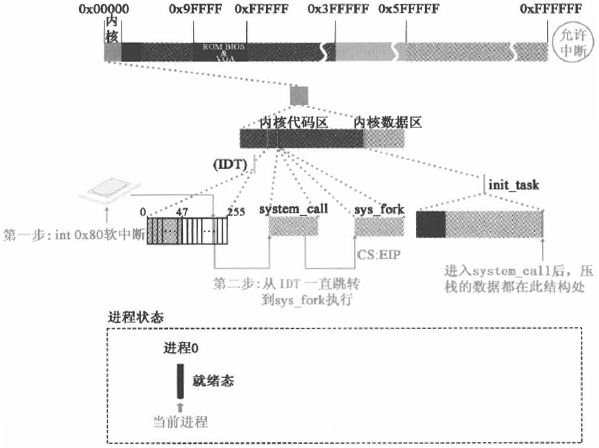 0x00000 0x9FFFF 0xFFFFF 0x3FFFFF 0x5FFFFF 0xFFFFFF
内核
ROM BIOS
&
VGA
允许
中断
内核代码区 内核数据区
(IDT)
init_task
0 47 255
system_call
sys_fork
第一步:int 0x80软中断
CS:EIP
第二步:从 IDT 一直跳转
到sys_fork执行
进入system_call后，压
栈的数据都在此结构处
进程状态
进程0
就绪态
当前进程